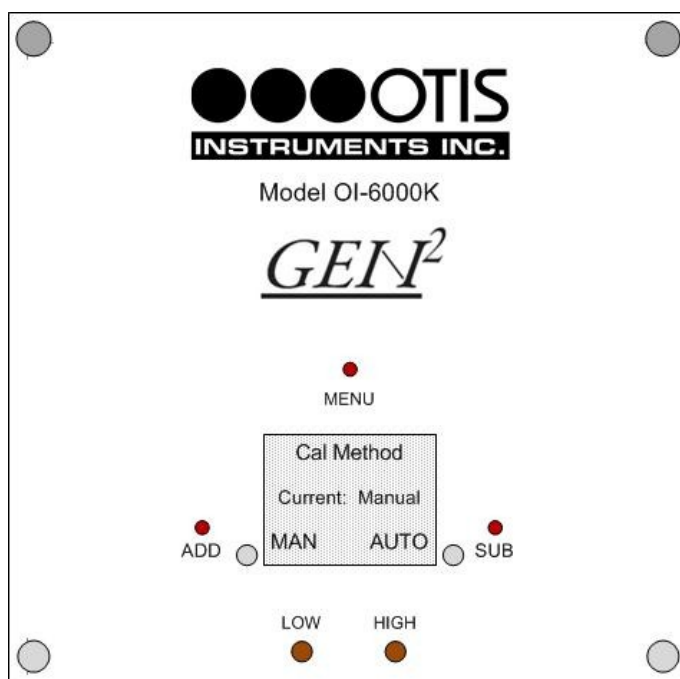 OTIS
INSTRUMENTS INC.
Model OI-6000K
GEN²
MENU
Cal Method
Current: Manual
MAN AUTO
ADD
SUB
LOW HIGH